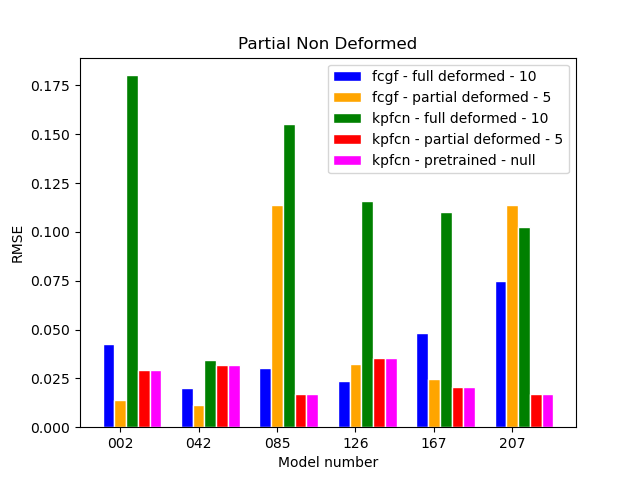 Partial Non Deformed
fcgf - full deformed - 10
fcgf - partial deformed - 5
kpfcn - full deformed - 10
kpfcn - partial deformed - 5
kpfcn - pretrained - null
RMSE
0.175
0.150
0.125
0.100
0.075
0.050
0.025
0.000
002 042 085 126 167 207
Model number